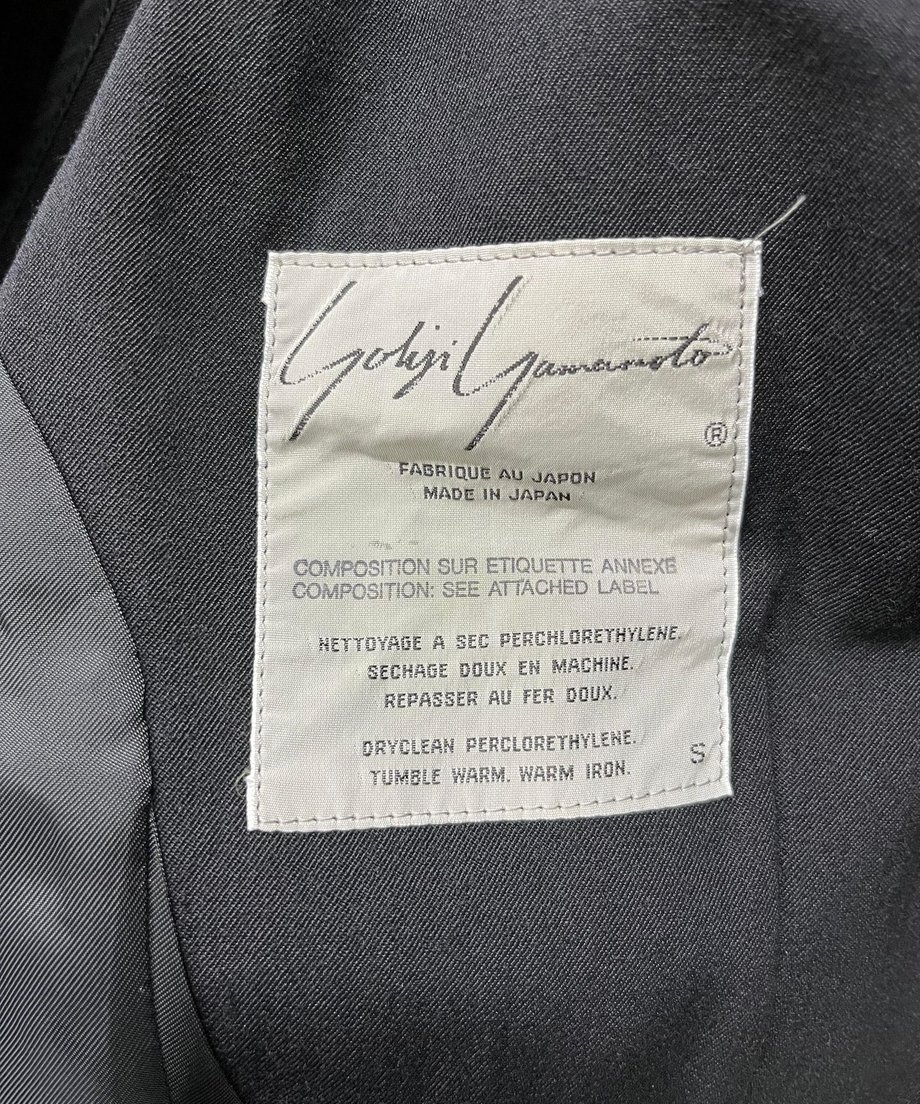 Yohji Yamamoto
®
FABRIQUE AU JAPON
MADE IN JAPAN
COMPOSITION SUR ETIQUETTE ANNEXE
COMPOSITION: SEE ATTACHED LABEL
NETTOYAGE A SEC PERCHLORETHYLENE.
SECHAGE DOUX EN MACHINE.
REPASSER AU FER DOUX.
DRYCLEAN PERCLORETHYLENE.
TUMBLE WARM. WARM IRON.
S